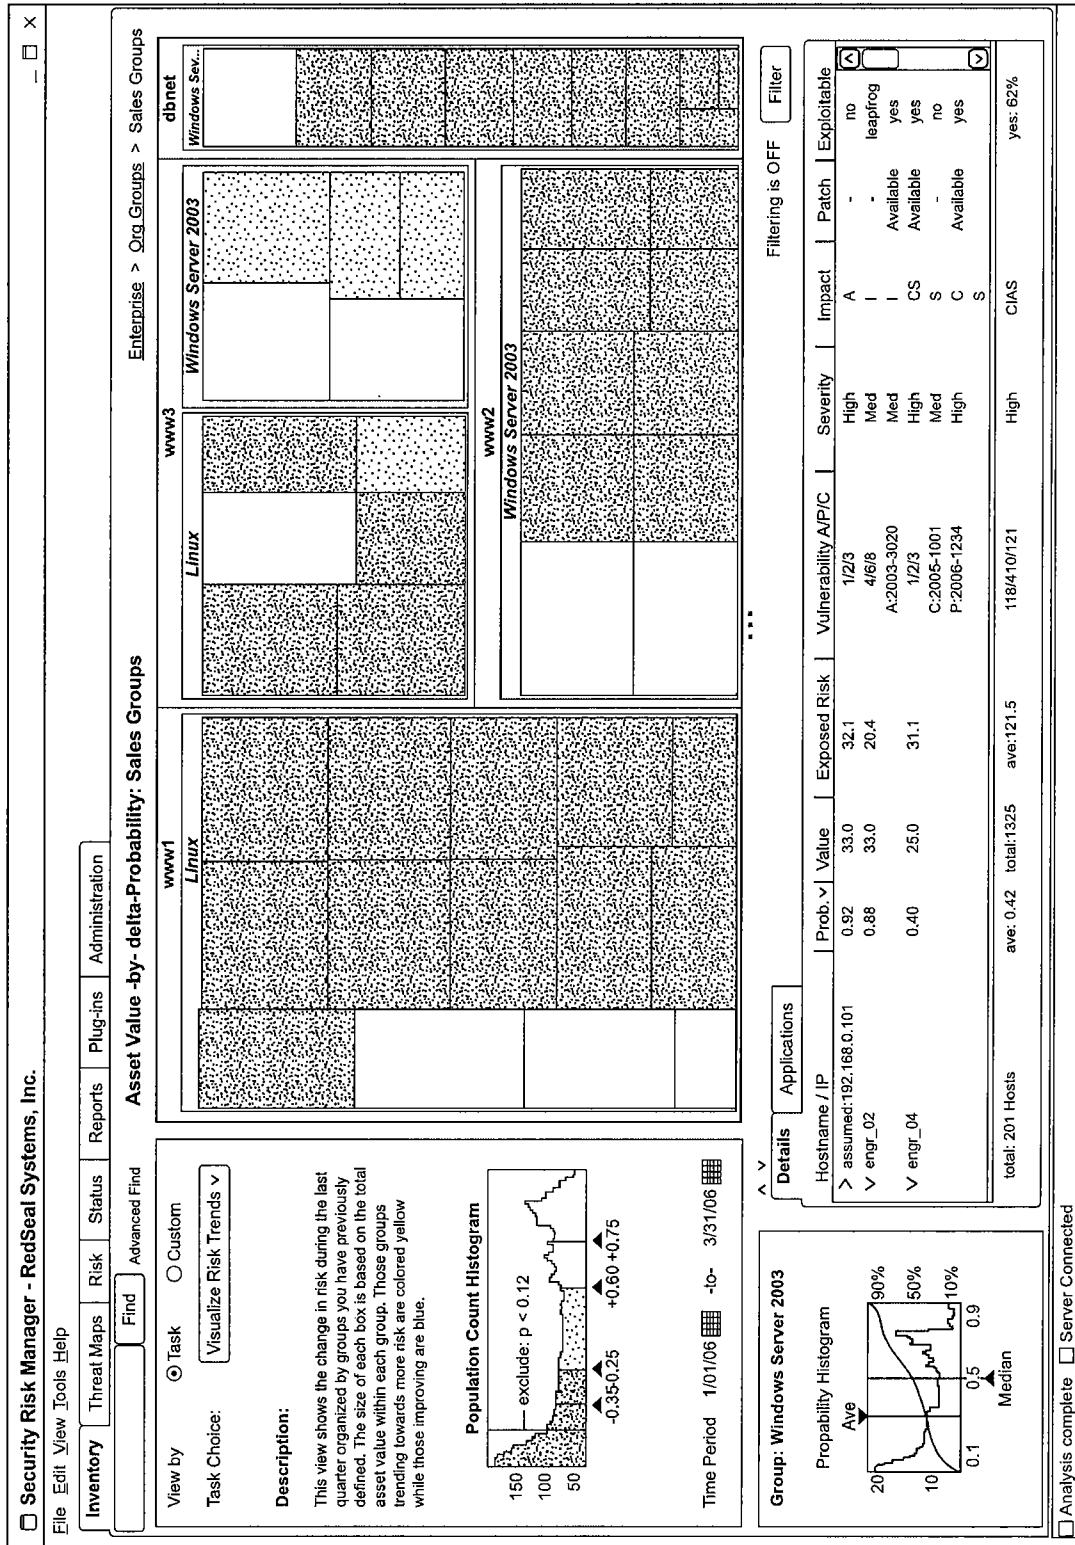 Security Risk Manager - RedSeal Systems, Inc.
File Edit View Tools Help
Inventory Threat Maps Risk Status Reports Plug-ins Administration
Find Advanced Find
Asset Value -by- delta-Probability: Sales Groups
Enterprise > Org Groups > Sales Groups
View by Task Custom
Task Choice: Visualize Risk Trends
Description:
This view shows the change in risk during the last
quarter organized by groups you have previously
defined. The size of each box is based on the total
asset value within each group. Those groups
trending towards more risk are colored yellow
while those improving are blue.
Population Count Histogram
exclude: p < 0.12
150
100
50
-0.35-0.25 +0.60 +0.75
Time Period 1/01/06 -to- 3/31/06
www1
Linux
www3
Linux
Windows Server 2003
www2
Windows Server 2003
dbnet
Windows Sev...
...
Group: Windows Server 2003
Propability Histogram
Ave
20
10
90%
50%
10%
0.1 0.5 0.9
Median
Filtering is OFF Filter
Details Applications
Hostname / IP Prob. Value Exposed Risk Vulnerability A/P/C Severity Impact Patch Exploitable
> assumed:192.168.0.101 0.92 33.0 32.1 1/2/3 High A - no
engr_02 0.88 33.0 20.4 4/6/8 Med I - leapfrog
A:2003-3020 Med I Available yes
engr_04 0.40 25.0 31.1 1/2/3 High CS Available yes
C:2005-1001 Med S - no
P:2006-1234 High C Available yes
S
total: 201 Hosts ave: 0.42 total:1325 ave:121.5 118/410/121 High CIAS yes: 62%
Analysis complete Server Connected